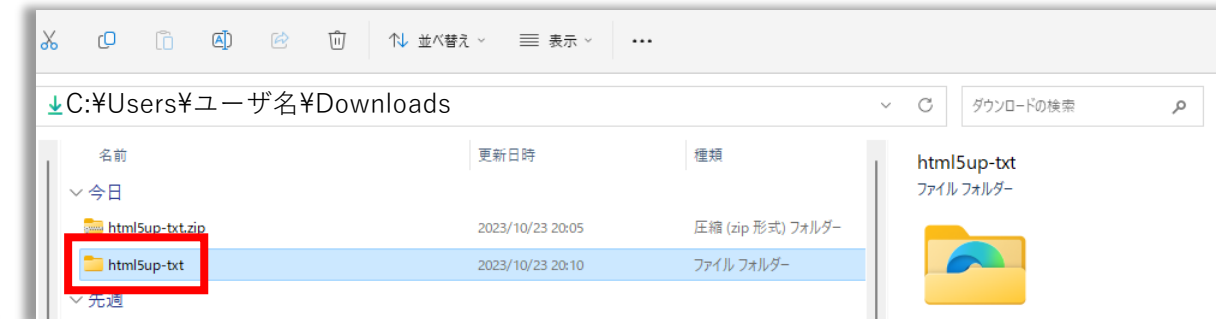 並べ替え 表示 •••
C:¥Users¥ユーザ名¥Downloads ダウンロードの検索
名前 更新日時 種類
今日
html5up-txt.zip 2023/10/23 20:05 圧縮 (zip 形式) フォルダー
html5up-txt 2023/10/23 20:10 ファイル フォルダー
先週
html5up-txt
ファイル フォルダー